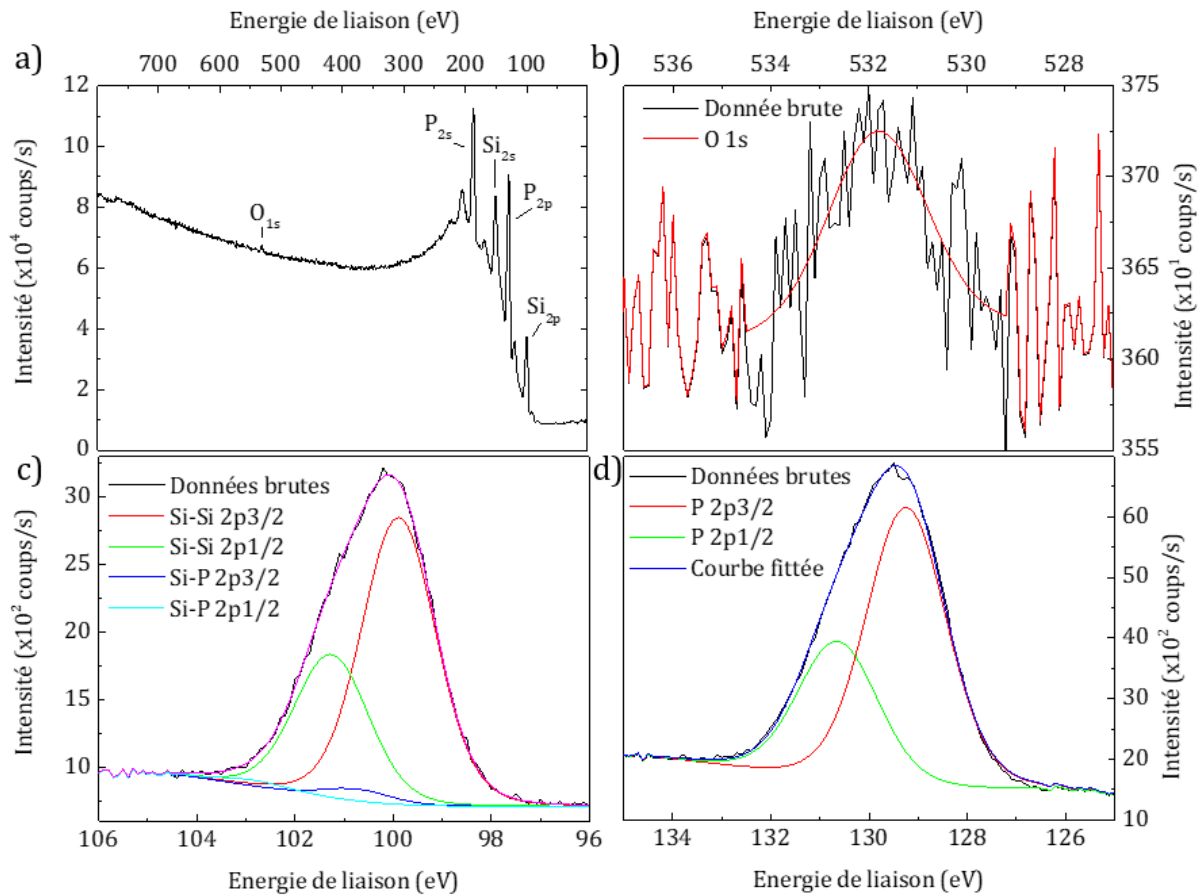 Energie de liaison (eV)
Energie de liaison (eV)
a)
700 600 500 400 300 200 100
b)
536 534 532 530 528
12
10
8
6
4
2
0
Intensité (x10⁴ coups/s)
P₂ₛ
Si₂ₛ
P₂ₚ
O₁ₛ
Si₂ₚ
Donnée brute
O 1s
375
370
365
360
355
Intensité (x10¹ coups/s)
c)
Données brutes
Si-Si 2p3/2
Si-Si 2p1/2
Si-P 2p3/2
Si-P 2p1/2
30
25
20
15
10
Intensité (x10² coups/s)
106 104 102 100 98 96
Energie de liaison (eV)
d)
Données brutes
P 2p3/2
P 2p1/2
Courbe fittée
60
50
40
30
20
10
Intensité (x10² coups/s)
134 132 130 128 126
Energie de liaison (eV)